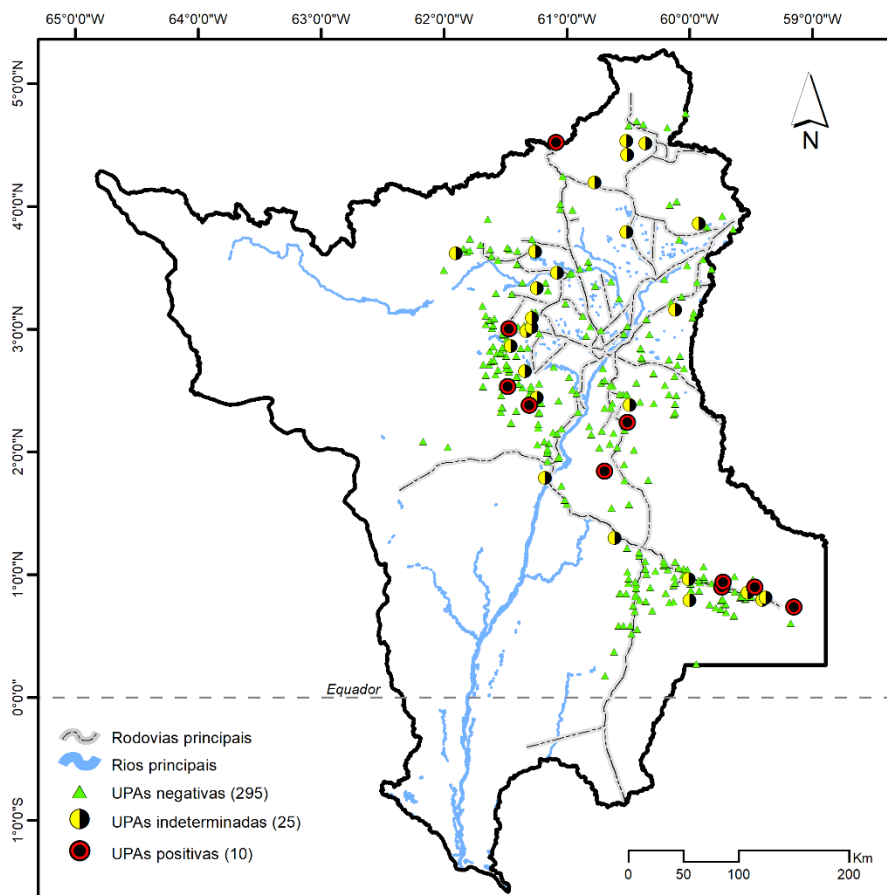 65°0'0"W 64°0'0"W 63°0'0"W 62°0'0"W 61°0'0"W 60°0'0"W 59°0'0"W
5°0'0"N
4°0'0"N
3°0'0"N
2°0'0"N
1°0'0"N
0°0'0"
1°0'0"S
N
Equador
Rodovias principais
Rios principais
UPAs negativas (295)
UPAs indeterminadas (25)
UPAs positivas (10)
Km
0 50 100 200